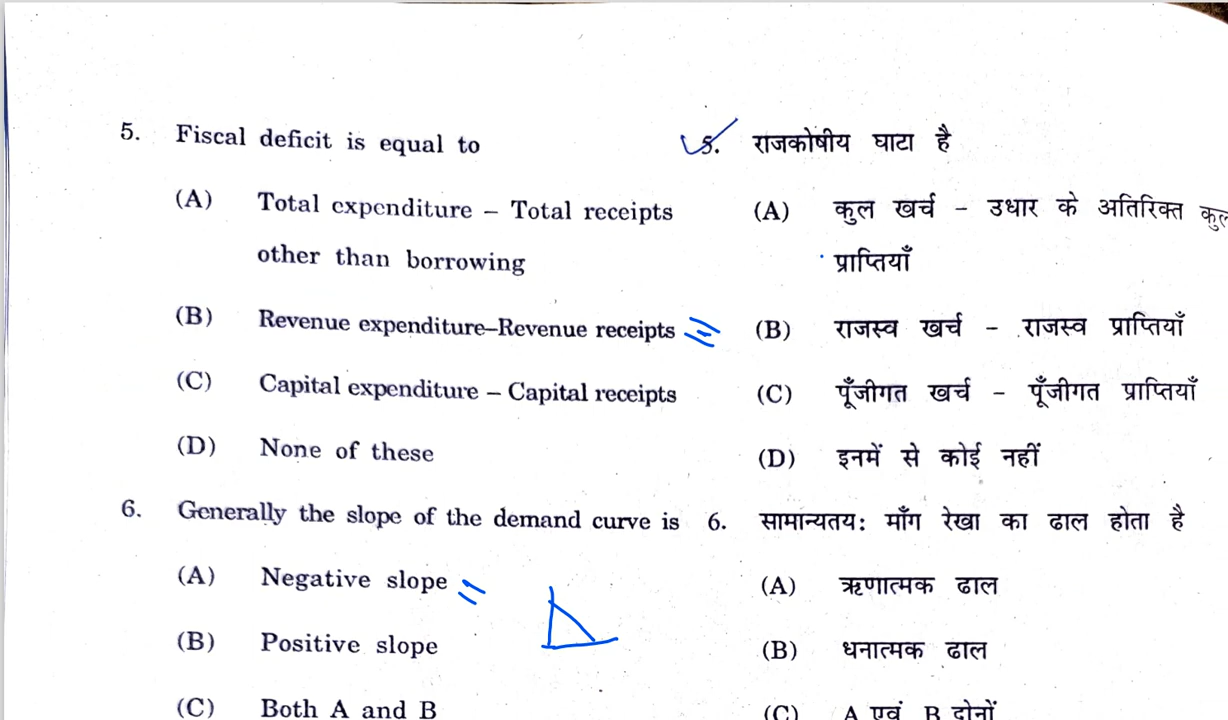 5. Fiscal deficit is equal to
(A) Total expenditure – Total receipts
other than borrowing
(B) Revenue expenditure–Revenue receipts
(C) Capital expenditure – Capital receipts
(D) None of these
6. Generally the slope of the demand curve is
(A) Negative slope
(B) Positive slope
(C) Both A and B
5. राजकोषीय घाटा है
(A) कुल खर्च – उधार के अतिरिक्त कुल
प्राप्तियाँ
(B) राजस्व खर्च – राजस्व प्राप्तियाँ
(C) पूँजीगत खर्च – पूँजीगत प्राप्तियाँ
(D) इनमें से कोई नहीं
6. सामान्यतयः माँग रेखा का ढाल होता है
(A) ऋणात्मक ढाल
(B) धनात्मक ढाल
(C) A एवं B दोनों